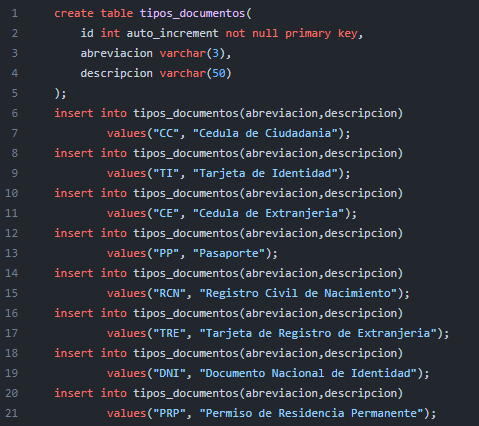 1 create table tipos_documentos(
2 id int auto_increment not null primary key,
3 abreviacion varchar(3),
4 descripcion varchar(50)
5 );
6 insert into tipos_documentos(abreviacion,descripcion)
7 values("CC", "Cedula de Ciudadania");
8 insert into tipos_documentos(abreviacion,descripcion)
9 values("TI", "Tarjeta de Identidad");
10 insert into tipos_documentos(abreviacion,descripcion)
11 values("CE", "Cedula de Extranjeria");
12 insert into tipos_documentos(abreviacion,descripcion)
13 values("PP", "Pasaporte");
14 insert into tipos_documentos(abreviacion,descripcion)
15 values("RCN", "Registro Civil de Nacimiento");
16 insert into tipos_documentos(abreviacion,descripcion)
17 values("TRE", "Tarjeta de Registro de Extranjeria");
18 insert into tipos_documentos(abreviacion,descripcion)
19 values("DNI", "Documento Nacional de Identidad");
20 insert into tipos_documentos(abreviacion,descripcion)
21 values("PRP", "Permiso de Residencia Permanente");